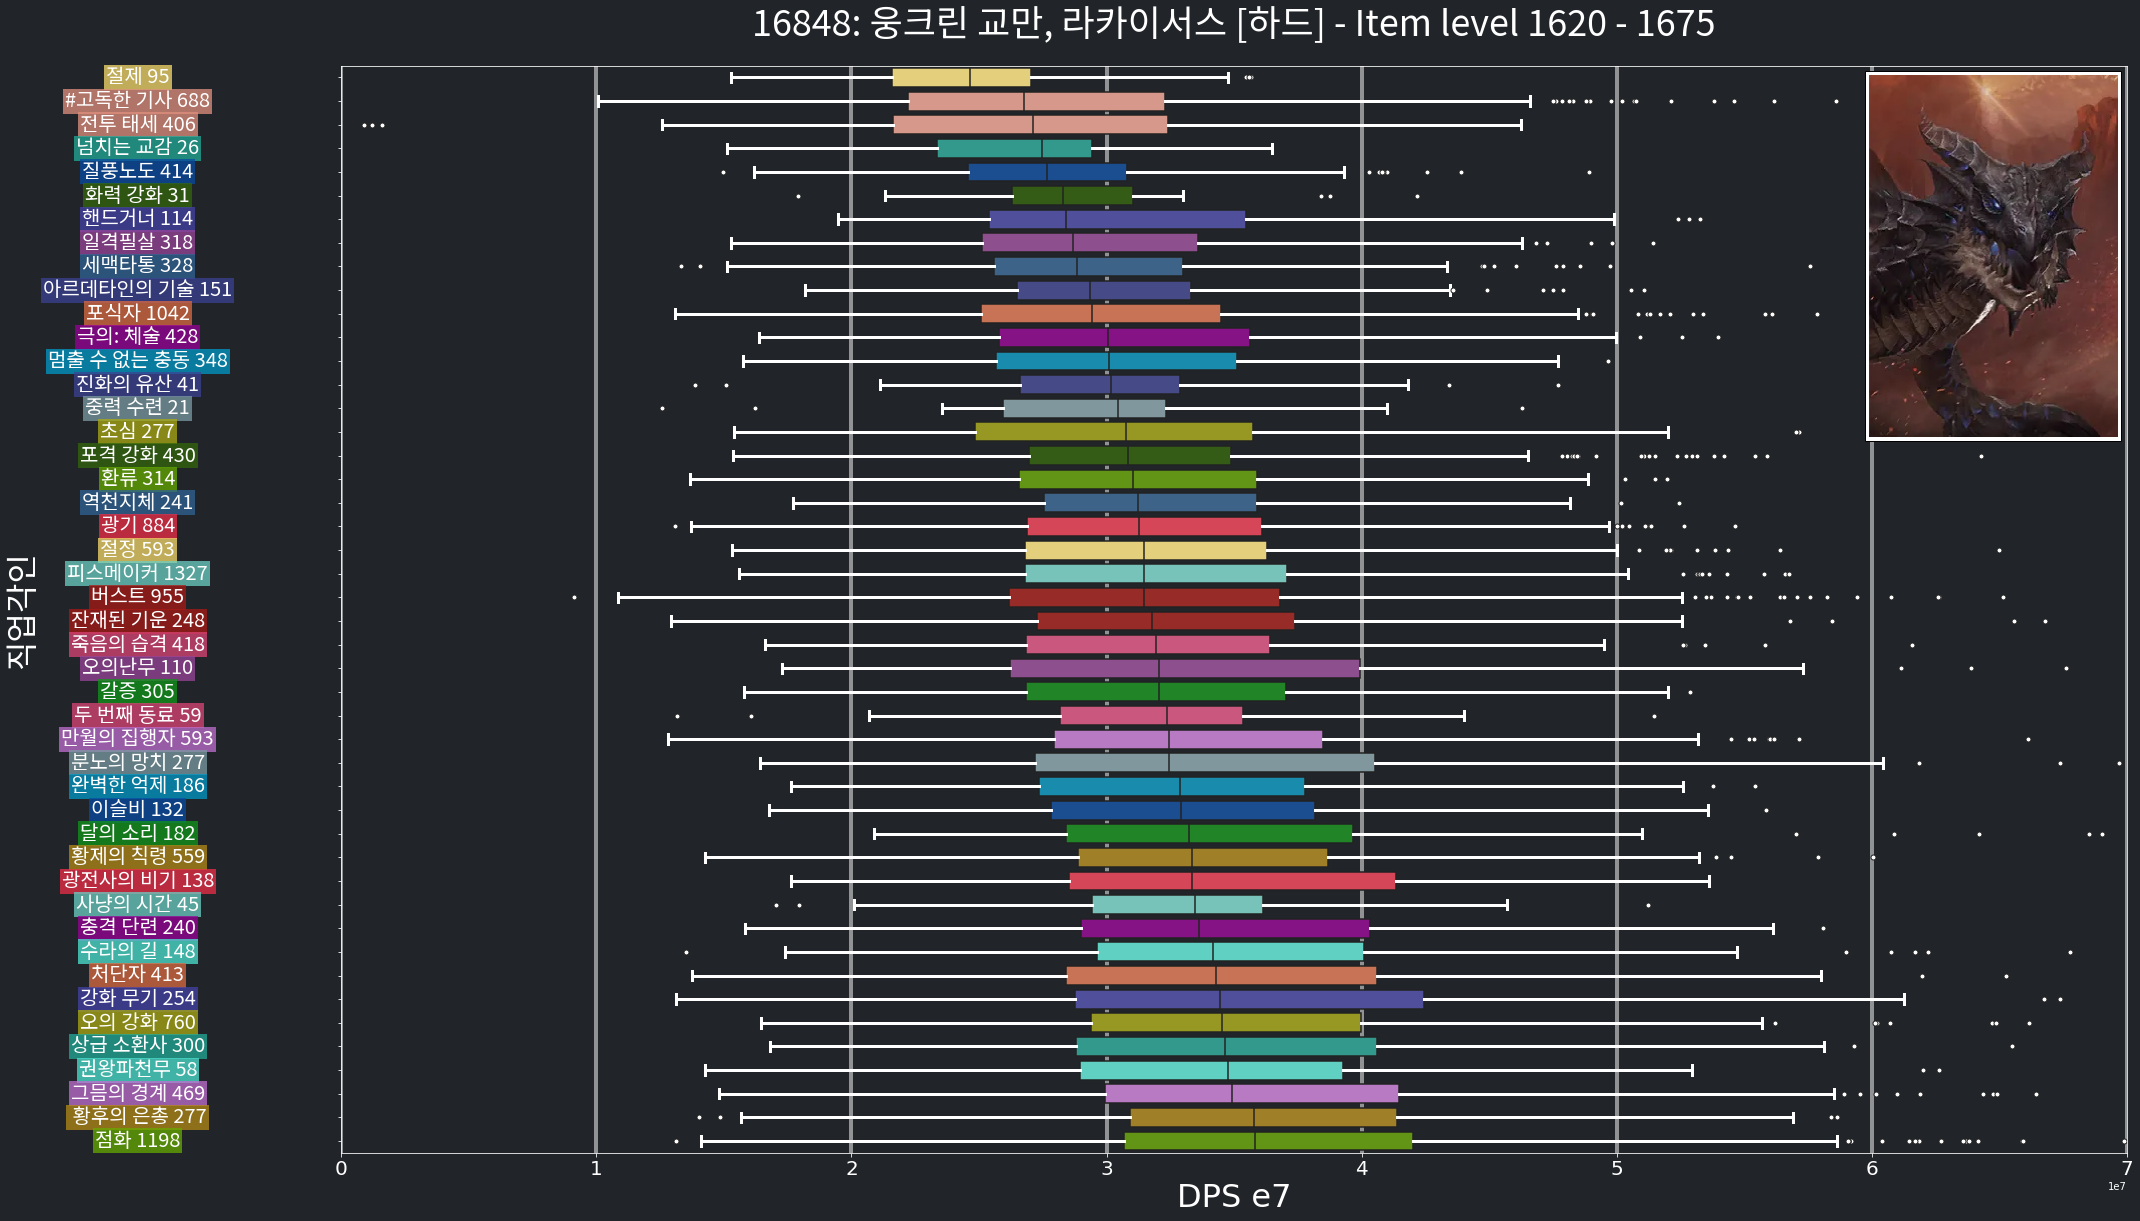 16848: 웅크린 교만, 라카이서스 [하드] - Item level 1620 - 1675
직업각인
절제 95
#고독한 기사 688
전투 태세 406
넘치는 교감 26
질풍노도 414
화력 강화 31
핸드거너 114
일격필살 318
세맥타통 328
아르데타인의 기술 151
포식자 1042
극의: 체술 428
멈출 수 없는 충동 348
진화의 유산 41
중력 수련 21
초심 277
포격 강화 430
환류 314
역천지체 241
광기 884
절정 593
피스메이커 1327
버스트 955
잔재된 기운 248
죽음의 습격 418
오의난무 110
갈증 305
두 번째 동료 59
만월의 집행자 593
분노의 망치 277
완벽한 억제 186
이슬비 132
달의 소리 182
황제의 칙령 559
광전사의 비기 138
사냥의 시간 45
충격 단련 240
수라의 길 148
처단자 413
강화 무기 254
오의 강화 760
상급 소환사 300
권왕파천무 58
그믐의 경계 469
황후의 은총 277
점화 1198
0 1 2 3 4 5 6 7
1e7
DPS e7